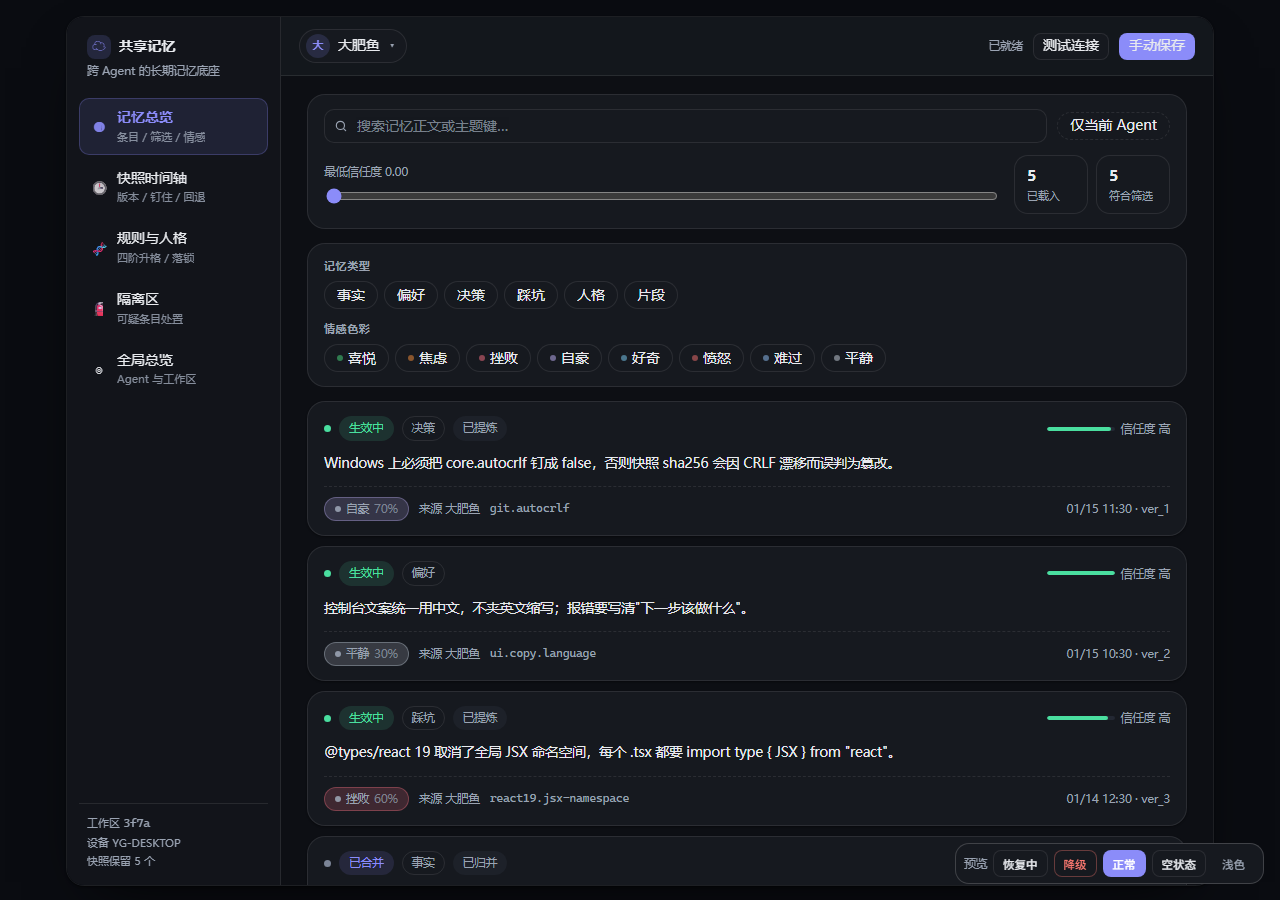 共享记忆
跨 Agent 的长期记忆底座
记忆总览
条目 / 筛选 / 情感
快照时间轴
版本 / 钉住 / 回退
规则与人格
四阶升格 / 落锁
隔离区
可疑条目处置
全局总览
Agent 与工作区
工作区 3f7a
设备 YG-DESKTOP
快照保留 5 个
大 大肥鱼
已就绪 测试连接 手动保存
搜索记忆正文或主题键... 仅当前 Agent
最低信任度 0.00
5 已载入
5 符合筛选
记忆类型
事实 偏好 决策 踩坑 人格 片段
情感色彩
喜悦 焦虑 挫败 自豪 好奇 愤怒 难过 平静
生效中 决策 已提炼 信任度 高
Windows 上必须把 core.autocrlf 钉成 false，否则快照 sha256 会因 CRLF 漂移而误判为篡改。
自豪 70% 来源 大肥鱼 git.autocrlf 01/15 11:30 · ver_1
生效中 偏好 信任度 高
控制台文案统一用中文，不夹英文缩写；报错要写清"下一步该做什么"。
平静 30% 来源 大肥鱼 ui.copy.language 01/15 10:30 · ver_2
生效中 踩坑 已提炼 信任度 高
@types/react 19 取消了全局 JSX 命名空间，每个 .tsx 都要 import type { JSX } from "react"。
挫败 60% 来源 大肥鱼 react19.jsx-namespace 01/14 12:30 · ver_3
已合并 事实 已归并
预览 恢复中 降级 正常 空状态 浅色